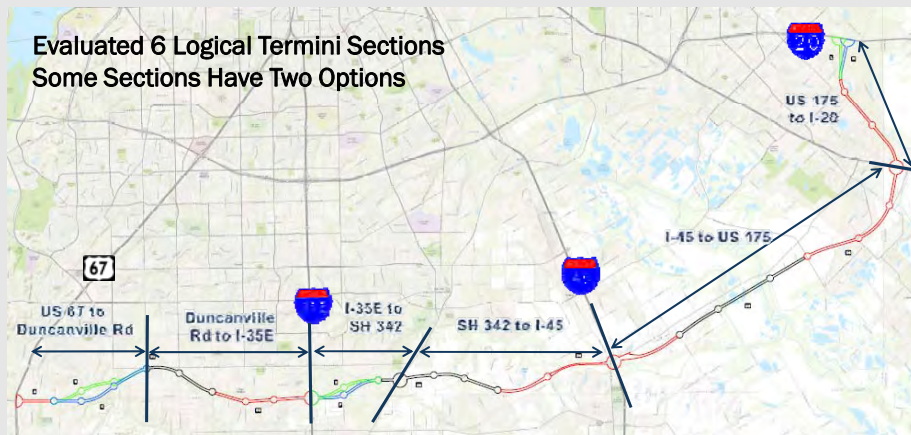 Evaluated 6 Logical Termini Sections
Some Sections Have Two Options
20
US 175
to I-20
I-45 to US 175
67
US 67 to
Duncanville Rd
Duncanville
Rd to I-35E
I-35E to
SH 342
SH 342 to I-45